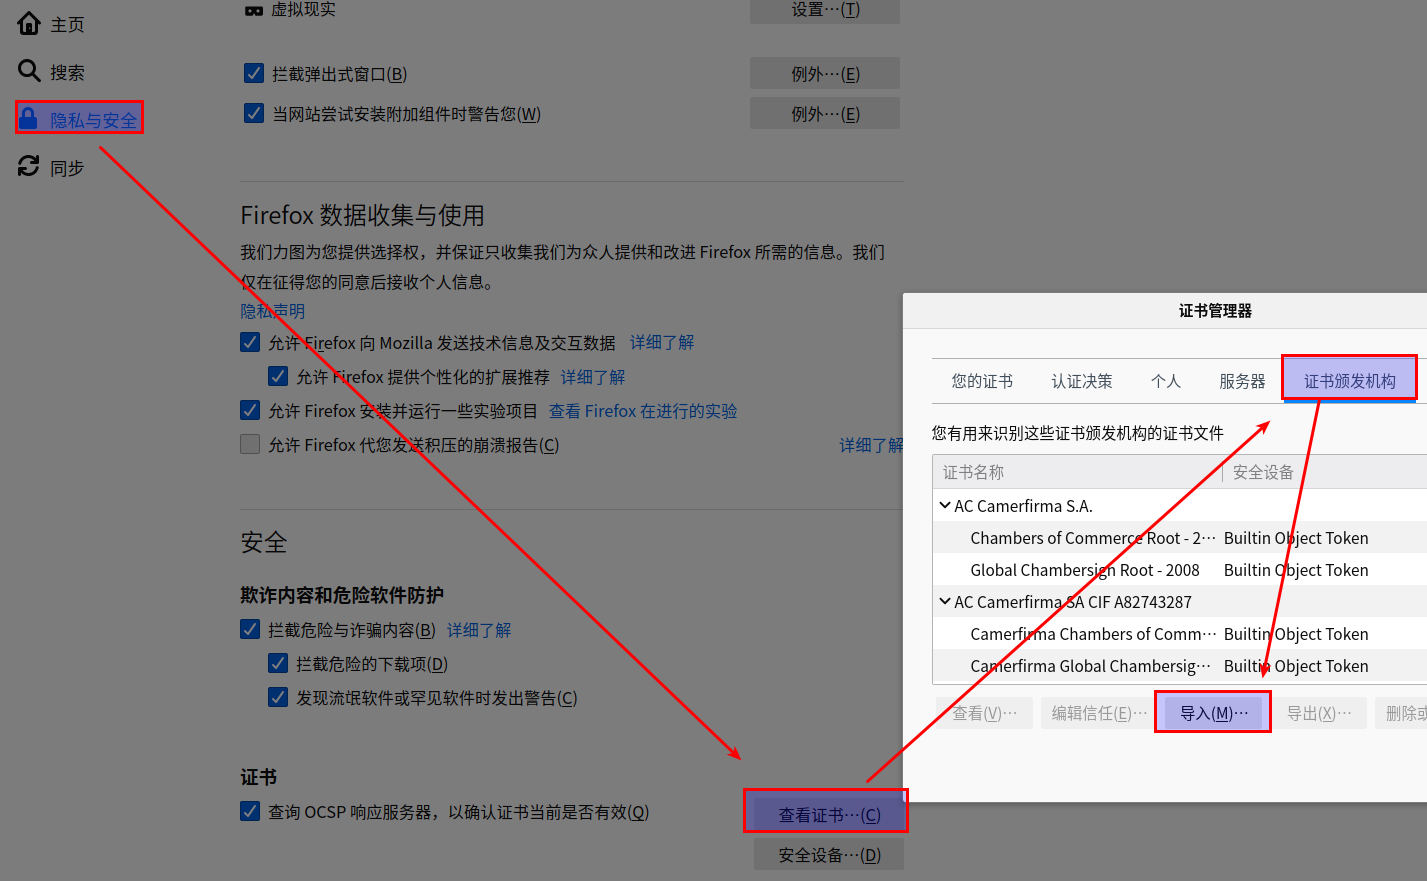 主页
搜索
隐私与安全
同步
虚拟现实
设置…(T)
拦截弹出式窗口(B)
例外…(E)
当网站尝试安装附加组件时警告您(W)
例外…(E)
Firefox 数据收集与使用
我们力图为您提供选择权，并保证只收集我们为众人提供和改进 Firefox 所需的信息。我们
仅在征得您的同意后接收个人信息。
隐私声明
允许 Firefox 向 Mozilla 发送技术信息及交互数据 详细了解
允许 Firefox 提供个性化的扩展推荐 详细了解
允许 Firefox 安装并运行一些实验项目 查看 Firefox 在进行的实验
允许 Firefox 代您发送积压的崩溃报告(C)
详细了解
安全
欺诈内容和危险软件防护
拦截危险与诈骗内容(B) 详细了解
拦截危险的下载项(D)
发现流氓软件或罕见软件时发出警告(C)
证书
查询 OCSP 响应服务器，以确认证书当前是否有效(Q)
查看证书…(C)
安全设备…(D)
证书管理器
您的证书 认证决策 个人 服务器 证书颁发机构
您有用来识别这些证书颁发机构的证书文件
证书名称 安全设备
AC Camerfirma S.A.
Chambers of Commerce Root - 2… Builtin Object Token
Global Chambersign Root - 2008 Builtin Object Token
AC Camerfirma SA CIF A82743287
Camerfirma Chambers of Comm… Builtin Object Token
Camerfirma Global Chambersig… Builtin Object Token
查看(V)… 编辑信任(E)… 导入(M)… 导出(X)… 删除或